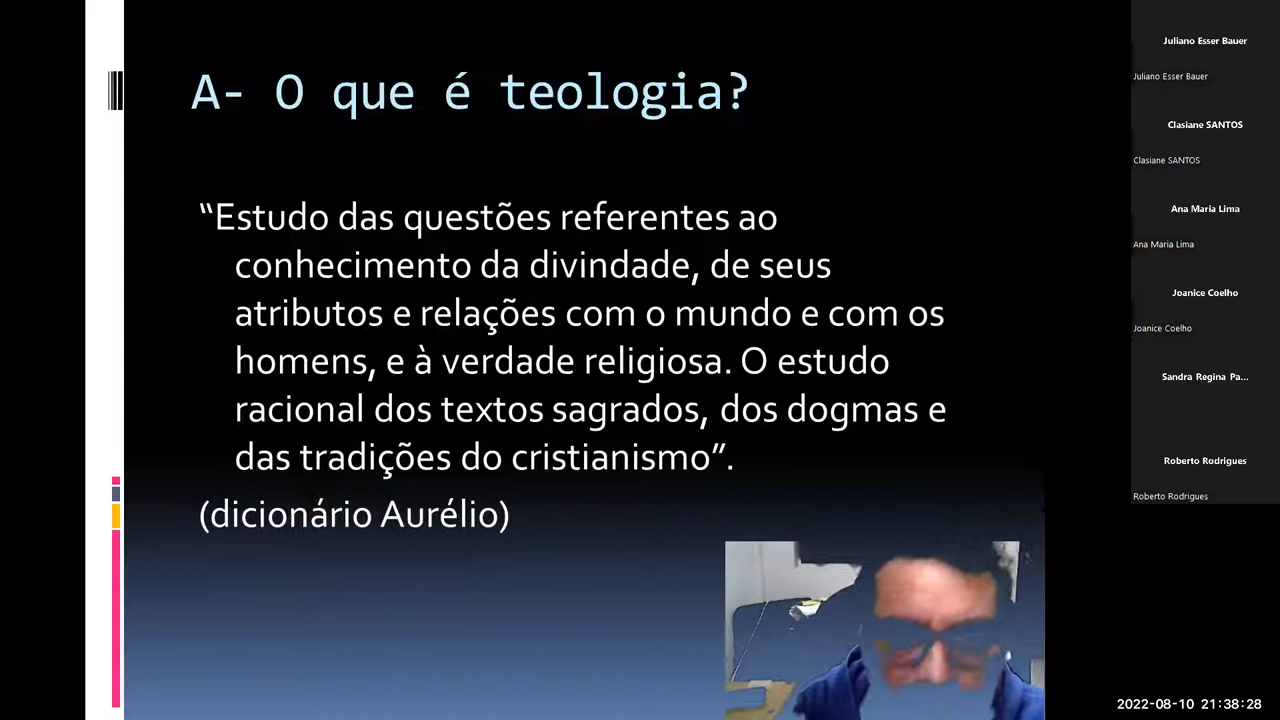 A- O que é teologia?
“Estudo das questões referentes ao
conhecimento da divindade, de seus
atributos e relações com o mundo e com os
homens, e à verdade religiosa. O estudo
racional dos textos sagrados, dos dogmas e
das tradições do cristianismo”.
(dicionário Aurélio)
Juliano Esser Bauer
Juliano Esser Bauer
Clasiane SANTOS
Clasiane SANTOS
Ana Maria Lima
Ana Maria Lima
Joanice Coelho
Joanice Coelho
Sandra Regina Pa...
Roberto Rodrigues
Roberto Rodrigues
2022-08-10 21:38:28